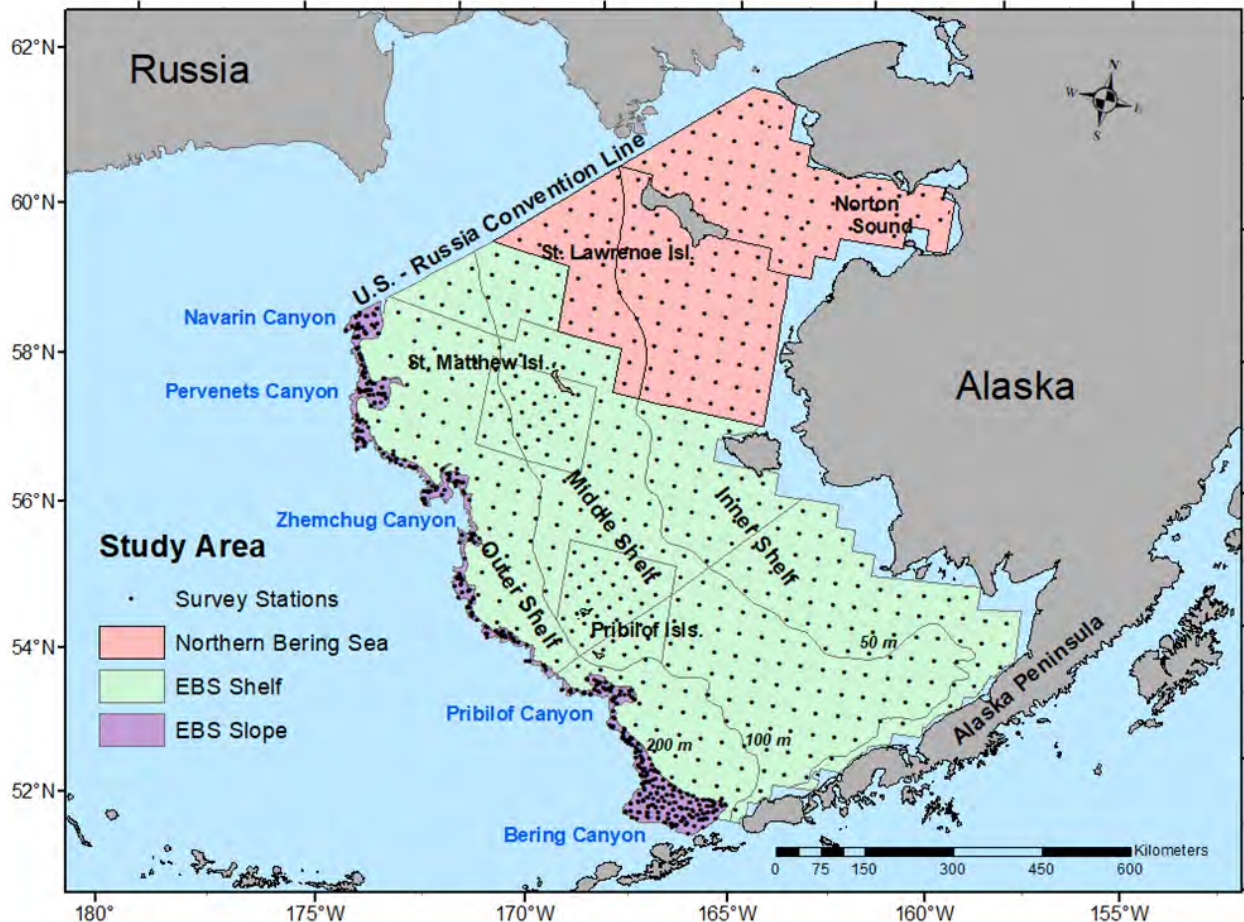 62°N
60°N
58°N
56°N
54°N
52°N
Russia
N
W
E
S
U.S. - Russia Convention Line
Norton
Sound
St. Lawrence Isl.
Navarin Canyon
St. Matthew Isl.
Pervenets Canyon
Alaska
Zhemchug Canyon
Middle Shelf
Inner Shelf
Outer Shelf
Study Area
Survey Stations
Northern Bering Sea
EBS Shelf
EBS Slope
Pribilof Isls.
50 m
Alaska Peninsula
Pribilof Canyon
200 m
100 m
Bering Canyon
Kilometers
0 75 150 300 450 600
180°
175°W
170°W
165°W
160°W
155°W